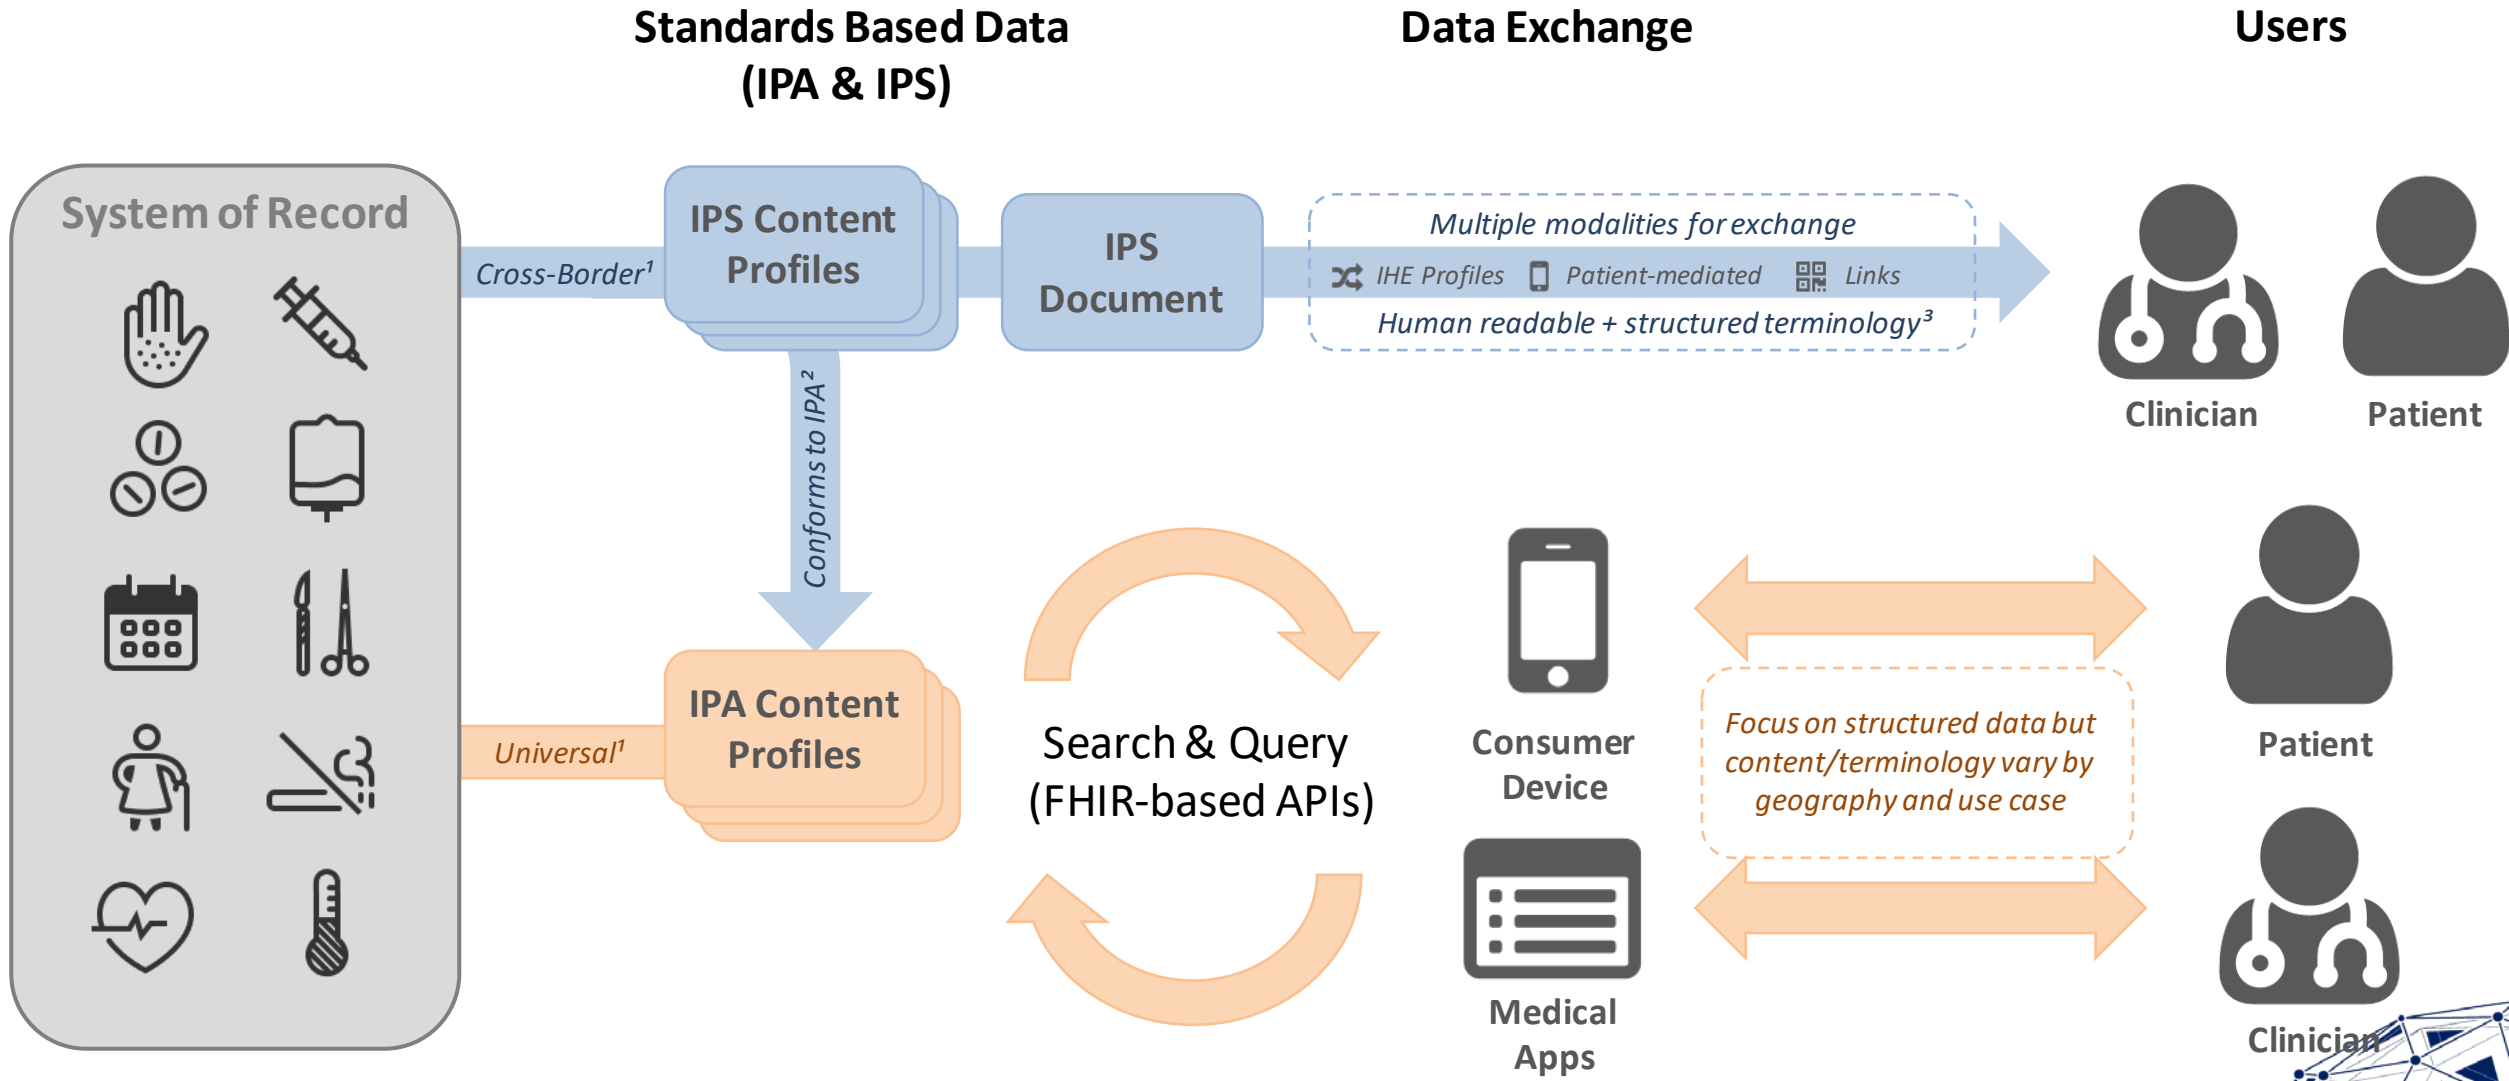 Standards Based Data
(IPA & IPS)
Data Exchange
Users
System of Record
Cross-Border¹
IPS Content
Profiles
IPS
Document
Multiple modalities for exchange
IHE Profiles
Patient-mediated
Links
Human readable + structured terminology³
Clinician
Patient
Conforms to IPA²
Universal¹
IPA Content
Profiles
Search & Query
(FHIR-based APIs)
Consumer
Device
Medical
Apps
Focus on structured data but
content/terminology vary by
geography and use case
Patient
Clinician